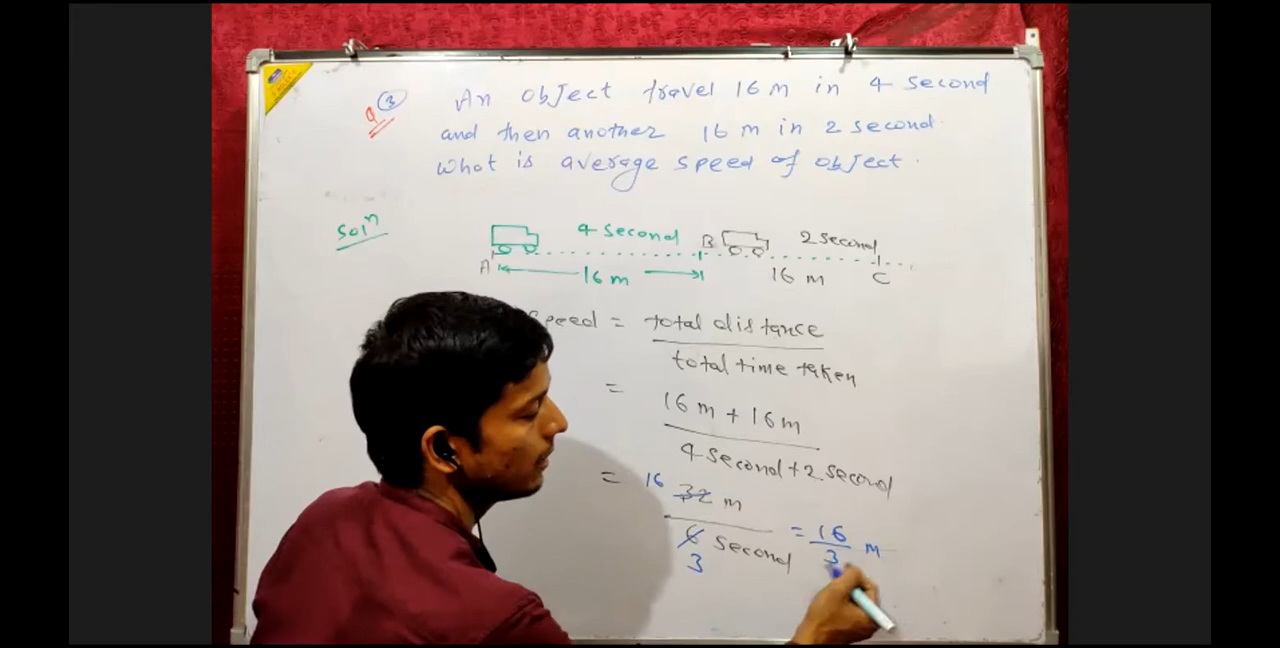 Q ③ An object travel 16 m in 4 second
and then another 16 m in 2 second.
What is average speed of object.
Solⁿ
4 second B 2 second
A 16 m 16 m C
speed = total distance
total time taken
= 16 m + 16 m
4 second + 2 second
= 16 32 m
6 second = 16/3 m
3